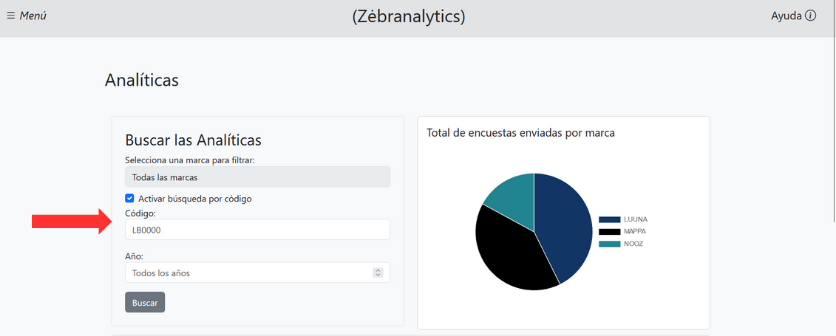 ≡ Menú
(Zèbranalytics)
Ayuda ⓘ
Analíticas
Buscar las Analíticas
Selecciona una marca para filtrar:
Todas las marcas
Activar búsqueda por código
Código:
LB0000
Año:
Todos los años
Buscar
Total de encuestas enviadas por marca
LUUNA
MAPPA
NOOZ